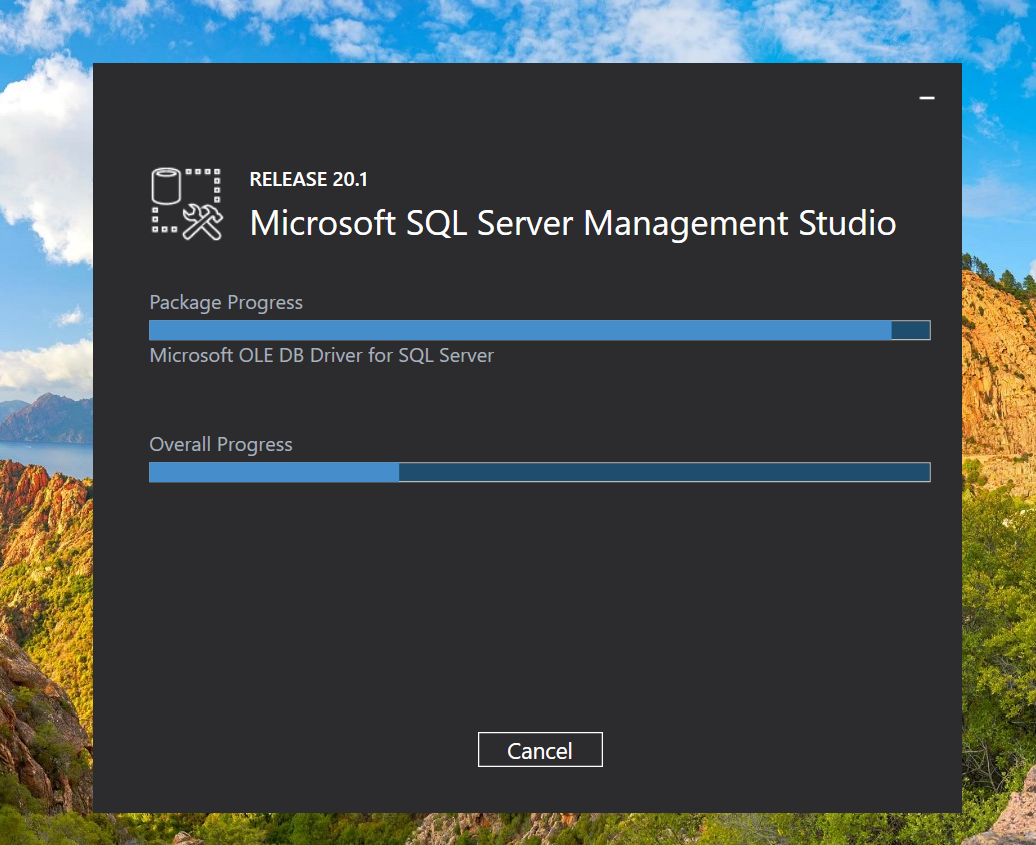 RELEASE 20.1
Microsoft SQL Server Management Studio
Package Progress
Microsoft OLE DB Driver for SQL Server
Overall Progress
Cancel